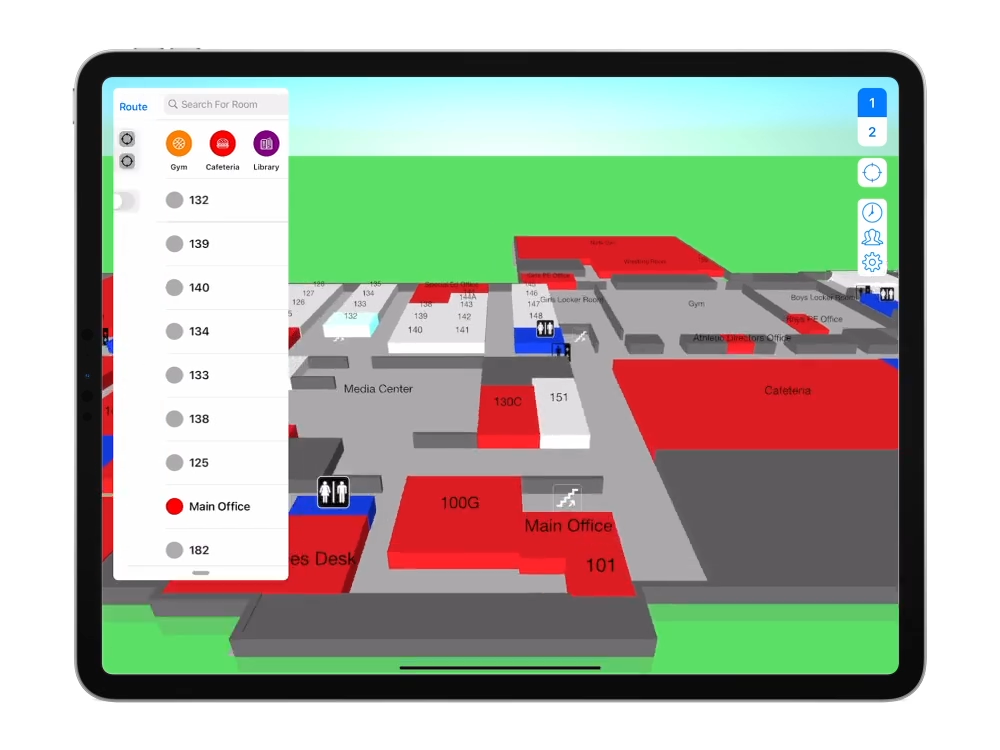 Route
Search For Room
Gym
Cafeteria
Library
132
139
140
134
133
138
125
Main Office
182
1
2
Wrestling Room
Girls PE Office
128
135
Special Ed Office
145
127
134
144A
146
Girls Locker Room
Boys Locker Room
126
133
138
143
147
Gym
132
139
142
148
Boys PE Office
140
141
Athletic Directors Office
Media Center
130C
151
Cafeteria
100G
Main Office
es Desk
101